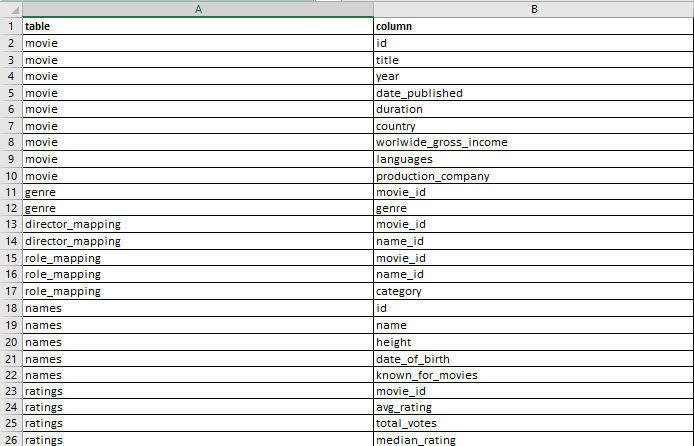 A B
1 table column
2 movie id
3 movie title
4 movie year
5 movie date_published
6 movie duration
7 movie country
8 movie worlwide_gross_income
9 movie languages
10 movie production_company
11 genre movie_id
12 genre genre
13 director_mapping movie_id
14 director_mapping name_id
15 role_mapping movie_id
16 role_mapping name_id
17 role_mapping category
18 names id
19 names name
20 names height
21 names date_of_birth
22 names known_for_movies
23 ratings movie_id
24 ratings avg_rating
25 ratings total_votes
26 ratings median_rating